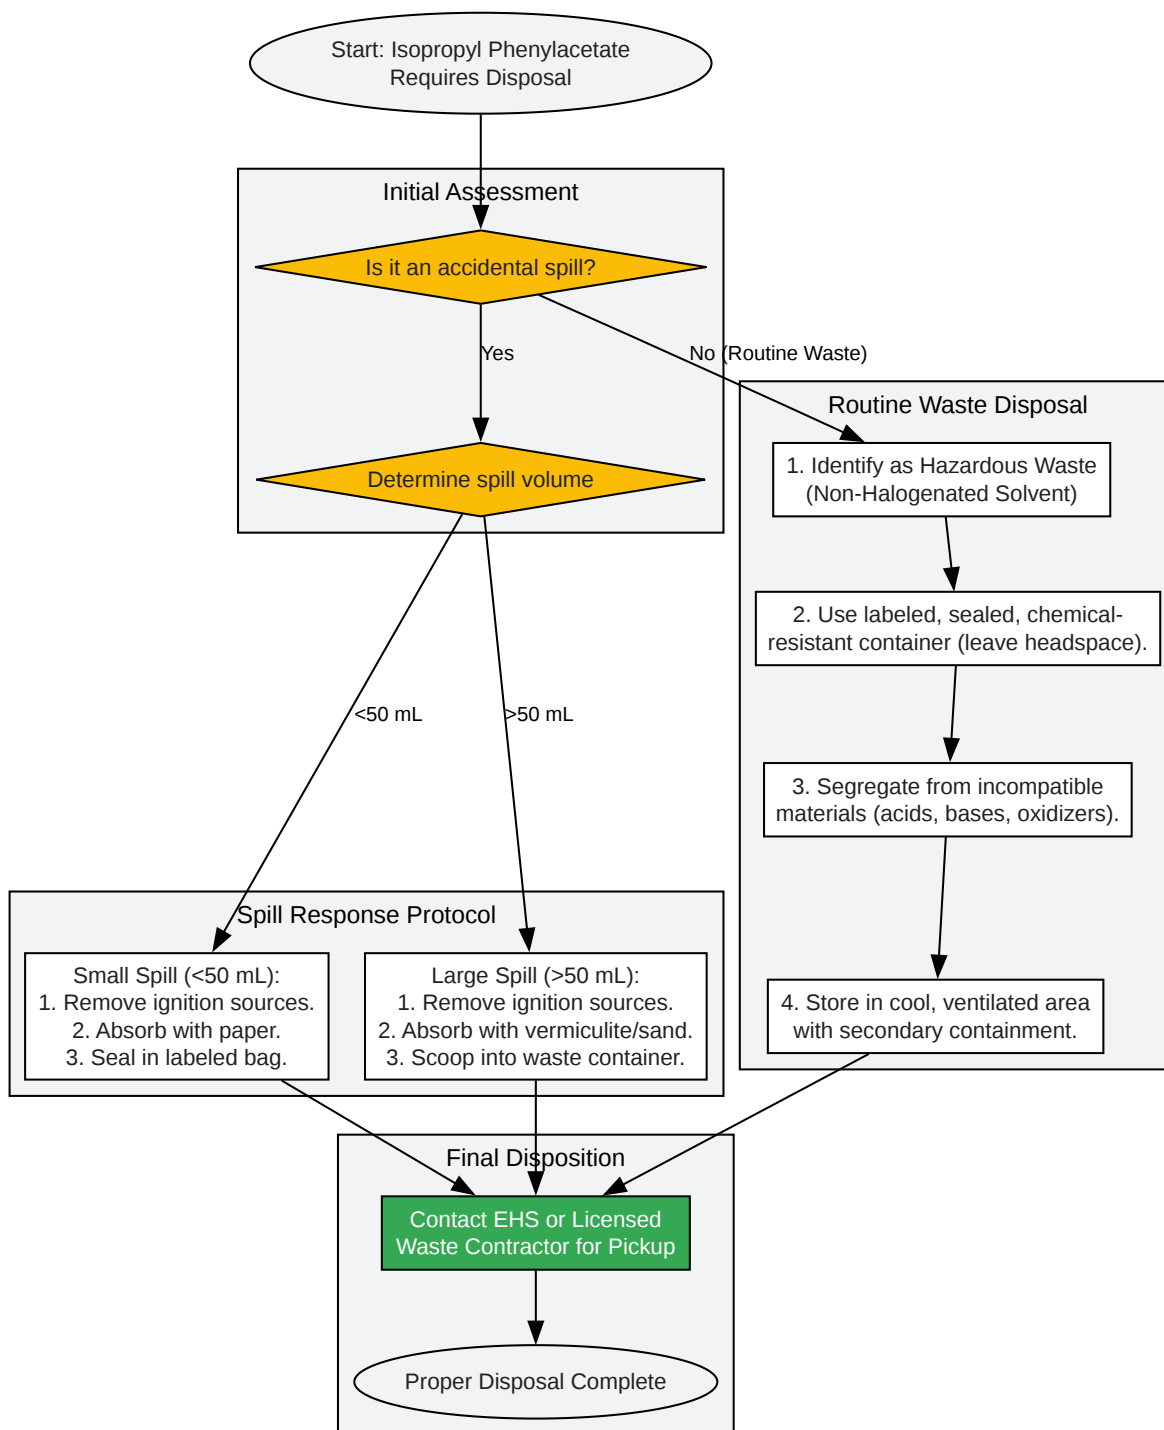 Start: Isopropyl Phenylacetate
Requires Disposal
Initial Assessment
Is it an accidental spill?
Yes
No (Routine Waste)
Determine spill volume
Routine Waste Disposal
1. Identify as Hazardous Waste
(Non-Halogenated Solvent)
2. Use labeled, sealed, chemical-
resistant container (leave headspace).
3. Segregate from incompatible
materials (acids, bases, oxidizers).
4. Store in cool, ventilated area
with secondary containment.
<50 mL
>50 mL
Spill Response Protocol
Small Spill (<50 mL):
1. Remove ignition sources.
2. Absorb with paper.
3. Seal in labeled bag.
Large Spill (>50 mL):
1. Remove ignition sources.
2. Absorb with vermiculite/sand.
3. Scoop into waste container.
Final Disposition
Contact EHS or Licensed
Waste Contractor for Pickup
Proper Disposal Complete